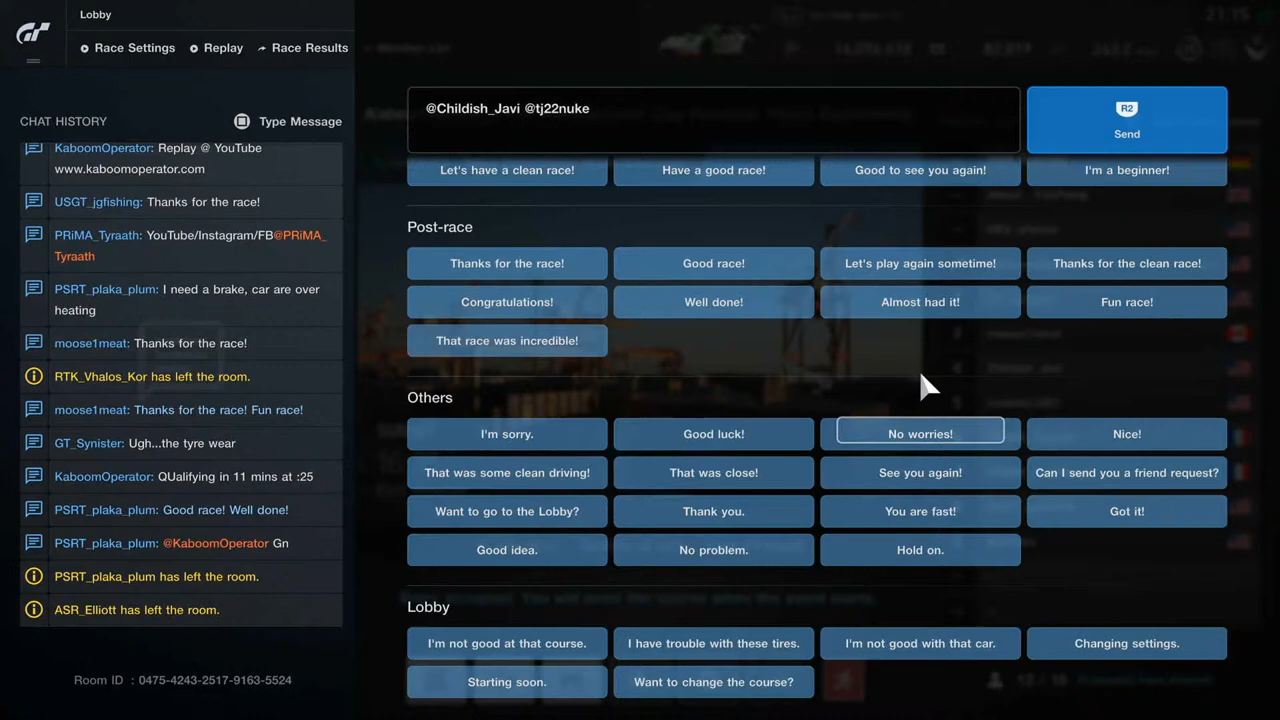 Lobby
Race Settings
Replay
Race Results
21:15
CHAT HISTORY
Type Message
KaboomOperator: Replay @ YouTube
www.kaboomoperator.com
USGT_jgfishing: Thanks for the race!
PRiMA_Tyraath: YouTube/Instagram/FB@PRiMA_
Tyraath
PSRT_plaka_plum: I need a brake, car are over
heating
moose1meat: Thanks for the race!
RTK_Vhalos_Kor has left the room.
moose1meat: Thanks for the race! Fun race!
GT_Synister: Ugh...the tyre wear
KaboomOperator: QUalifying in 11 mins at :25
PSRT_plaka_plum: Good race! Well done!
PSRT_plaka_plum: @KaboomOperator Gn
PSRT_plaka_plum has left the room.
ASR_Elliott has left the room.
Room ID : 0475-4243-2517-9163-5524
@Childish_Javi @tj22nuke
R2
Send
Let's have a clean race!
Have a good race!
Good to see you again!
I'm a beginner!
Post-race
Thanks for the race!
Good race!
Let's play again sometime!
Thanks for the clean race!
Congratulations!
Well done!
Almost had it!
Fun race!
That race was incredible!
Others
I'm sorry.
Good luck!
No worries!
Nice!
That was some clean driving!
That was close!
See you again!
Can I send you a friend request?
Want to go to the Lobby?
Thank you.
You are fast!
Got it!
Good idea.
No problem.
Hold on.
Lobby
I'm not good at that course.
I have trouble with these tires.
I'm not good with that car.
Changing settings.
Starting soon.
Want to change the course?